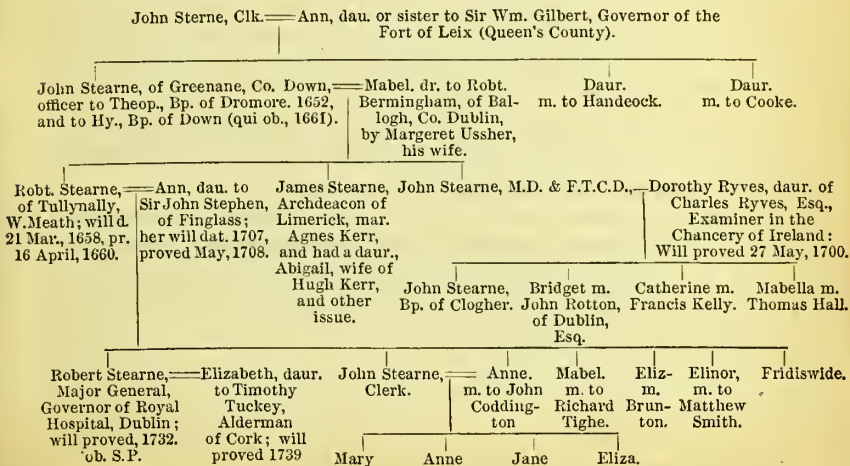 John Sterne, Clk.
Ann, dau. or sister to Sir Wm. Gilbert, Governor of the
Fort of Leix (Queen's County).
John Stearne, of Greenane, Co. Down,
officer to Theop., Bp. of Dromore. 1652,
and to Hy., Bp. of Down (qui ob., 1661).
Mabel. dr. to Robt.
Bermingham, of Bal-
logh, Co. Dublin,
by Margeret Ussher,
his wife.
Daur.
m. to Handcock.
Daur.
m. to Cooke.
Robt. Stearne,
of Tullynally,
W.Meath; will d.
21 Mar., 1658, pr.
16 April, 1660.
Ann, dau. to
Sir John Stephen,
of Finglass;
her will dat. 1707,
proved May, 1708.
James Stearne,
Archdeacon of
Limerick, mar.
Agnes Kerr,
and had a daur.,
Abigail, wife of
Hugh Kerr,
and other
issue.
John Stearne, M.D. & F.T.C.D.,
Dorothy Ryves, daur. of
Charles Ryves, Esq.,
Examiner in the
Chancery of Ireland:
Will proved 27 May, 1700.
John Stearne,
Bp. of Clogher.
Bridget m.
John Rotton,
of Dublin,
Esq.
Catherine m.
Francis Kelly.
Mabella m.
Thomas Hall.
Robert Stearne,
Major General,
Governor of Royal
Hospital, Dublin;
will proved, 1732.
ob. S.P.
Elizabeth, daur.
to Timothy
Tuckey,
Alderman
of Cork; will
proved 1739
John Stearne,
Clerk.
Anne.
m. to John
Codding-
ton
Mabel.
m. to
Richard
Tighe.
Eliz-
m.
Brun-
ton.
Elinor,
m. to
Matthew
Smith.
Fridiswide.
Mary
Anne
Jane
Eliza.